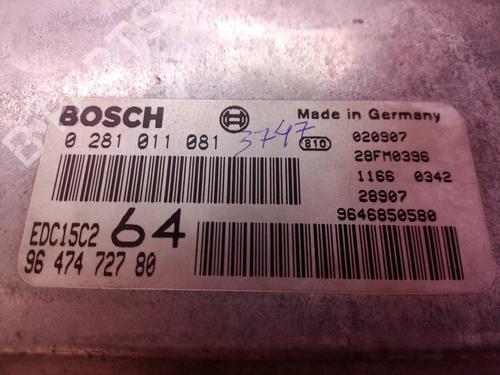 BOSCH
Made in Germany
0 281 011 081
3747
810
020907
28FM0396
1166 0342
28907
9646850580
EDC15C2 64
96 474 727 80